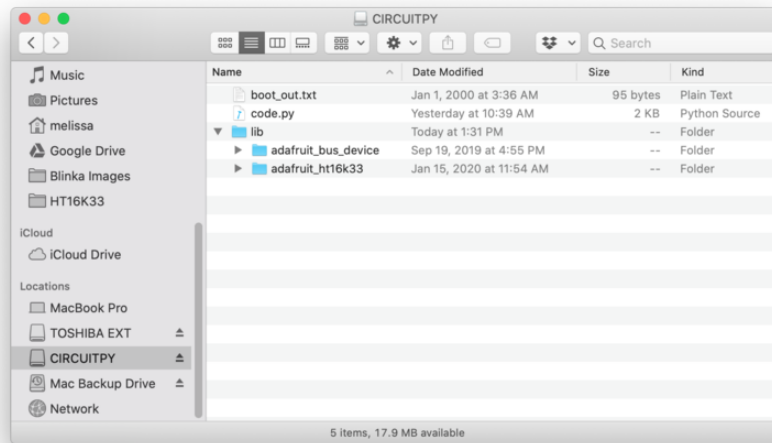 CIRCUITPY
Search
Music
Pictures
melissa
Google Drive
Blinka Images
HT16K33
iCloud
iCloud Drive
Locations
MacBook Pro
TOSHIBA EXT
CIRCUITPY
Mac Backup Drive
Network
Name Date Modified Size Kind
boot_out.txt Jan 1, 2000 at 3:36 AM 95 bytes Plain Text
code.py Yesterday at 10:39 AM 2 KB Python Source
lib Today at 1:31 PM -- Folder
adafruit_bus_device Sep 19, 2019 at 4:55 PM -- Folder
adafruit_ht16k33 Jan 15, 2020 at 11:54 AM -- Folder
5 items, 17.9 MB available